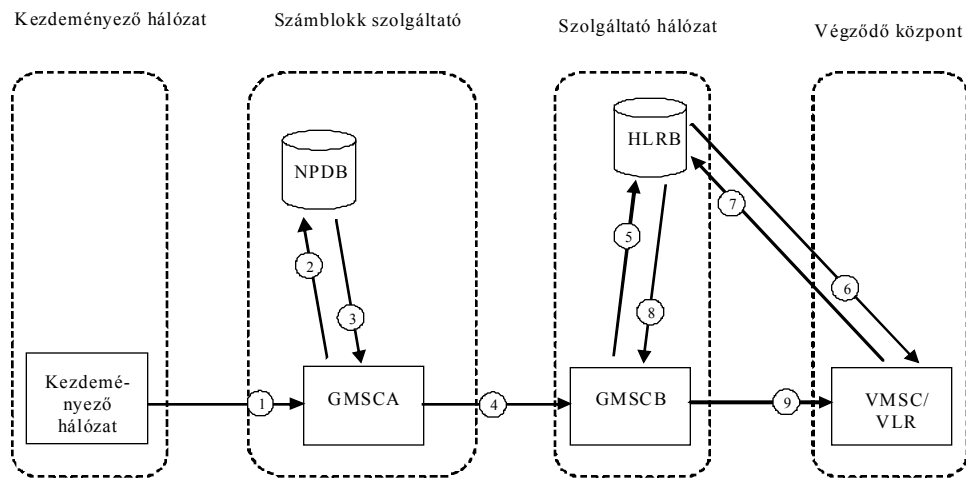 Kezdeményező hálózat
Számblokk szolgáltató
Szolgáltató hálózat
Végződő központ
NPDB
HLRB
7
5
2
6
3
8
Kezdemé-
nyező
hálózat
1
GMSCA
4
GMSCB
9
VMSC/
VLR